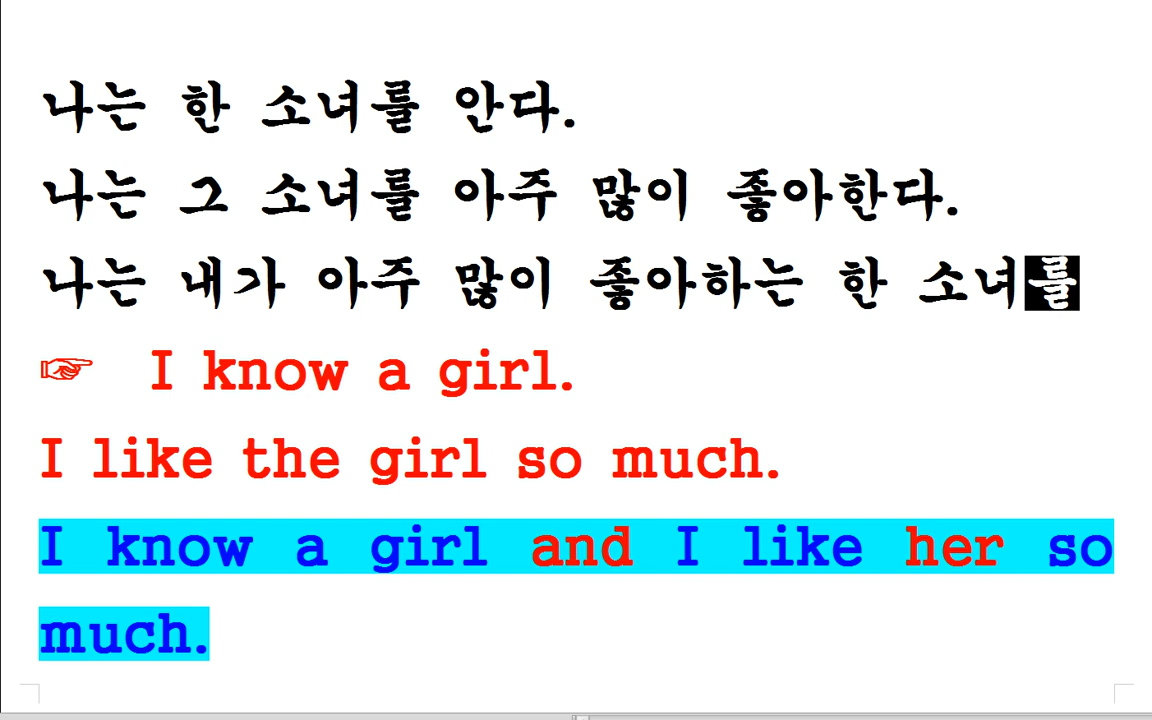 나는 한 소녀를 안다.
나는 그 소녀를 아주 많이 좋아한다.
나는 내가 아주 많이 좋아하는 한 소녀를
☞ I know a girl.
I like the girl so much.
I know a girl and I like her so
much.